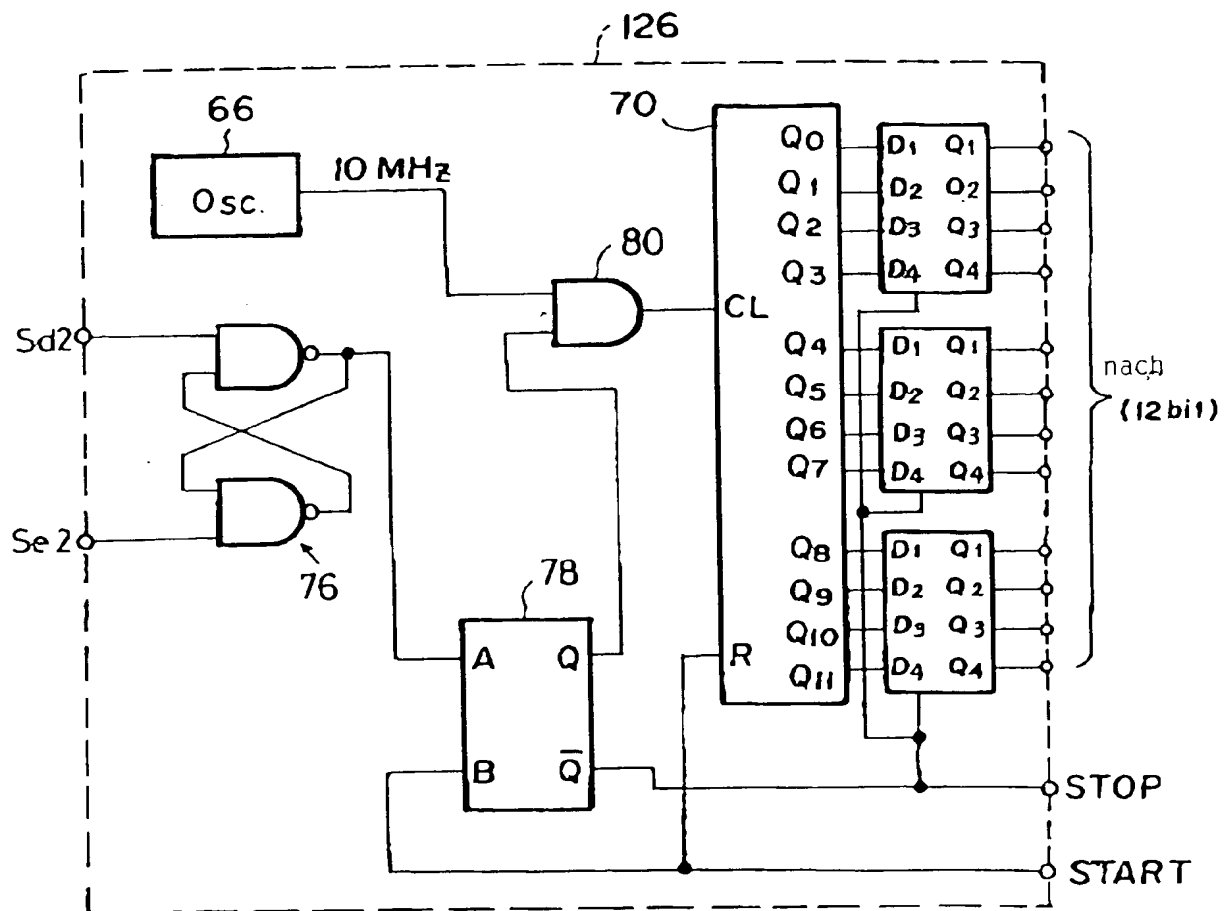 126
66
Osc.
10 MHz
80
70
CL
R
Q0
Q1
Q2
Q3
Q4
Q5
Q6
Q7
Q8
Q9
Q10
Q11
D1 Q1
D2 Q2
D3 Q3
D4 Q4
D1 Q1
D2 Q2
D3 Q3
D4 Q4
D1 Q1
D2 Q2
D3 Q3
D4 Q4
nach
(12bit)
Sd2
Se2
76
78
A Q
B Q̅
STOP
START